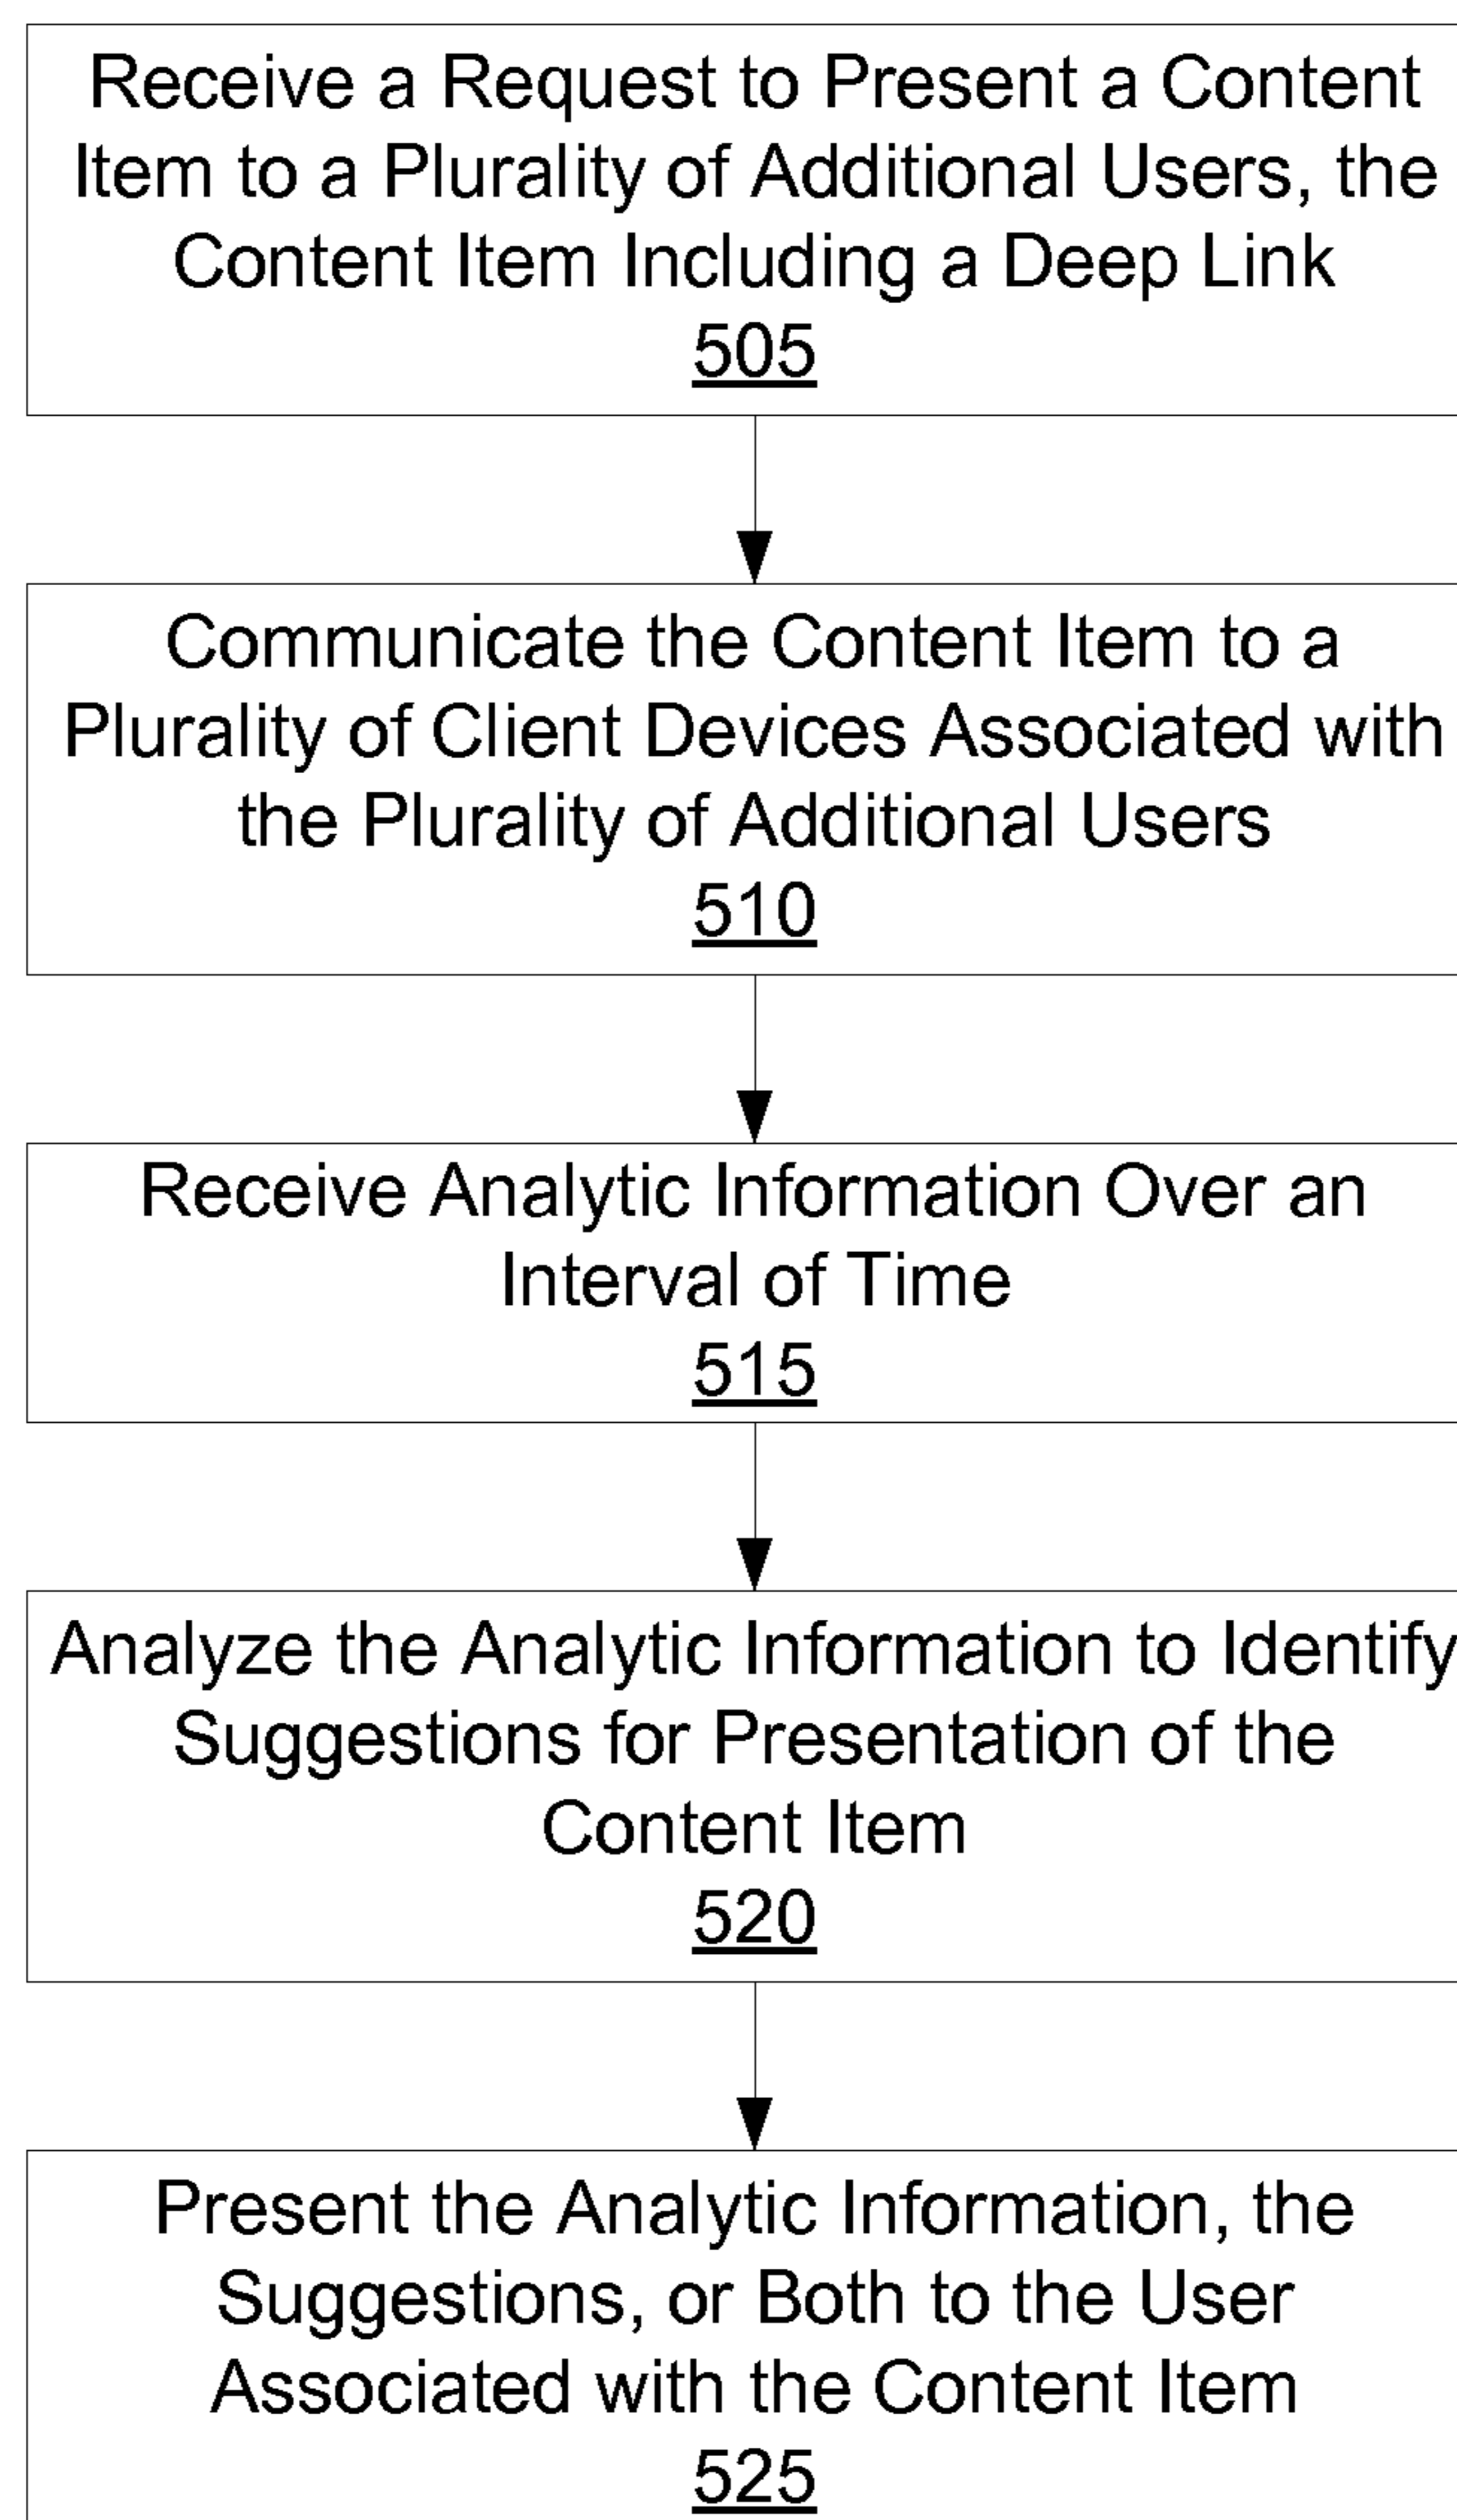 Receive a Request to Present a Content
Item to a Plurality of Additional Users, the
Content Item Including a Deep Link
505
Communicate the Content Item to a
Plurality of Client Devices Associated with
the Plurality of Additional Users
510
Receive Analytic Information Over an
Interval of Time
515
Analyze the Analytic Information to Identify
Suggestions for Presentation of the
Content Item
520
Present the Analytic Information, the
Suggestions, or Both to the User
Associated with the Content Item
525